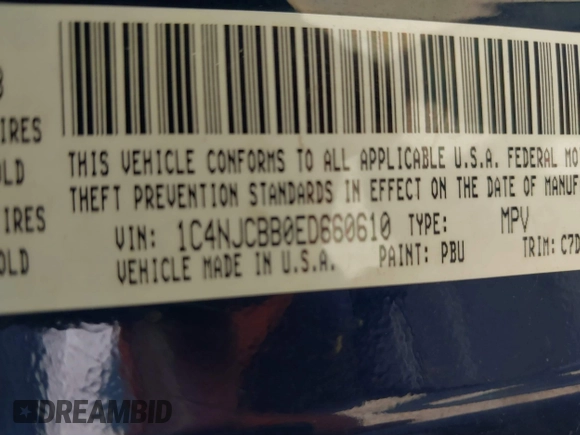 3
IRES
OLD
S
OLD
THIS VEHICLE CONFORMS TO ALL APPLICABLE U.S.A. FEDERAL MO
THEFT PREVENTION STANDARDS IN EFFECT ON THE DATE OF MANUF
VIN: 1C4NJCBB0ED660610 TYPE: MPV
VEHICLE MADE IN U.S.A. PAINT: PBU TRIM: C7D
DREAMBID